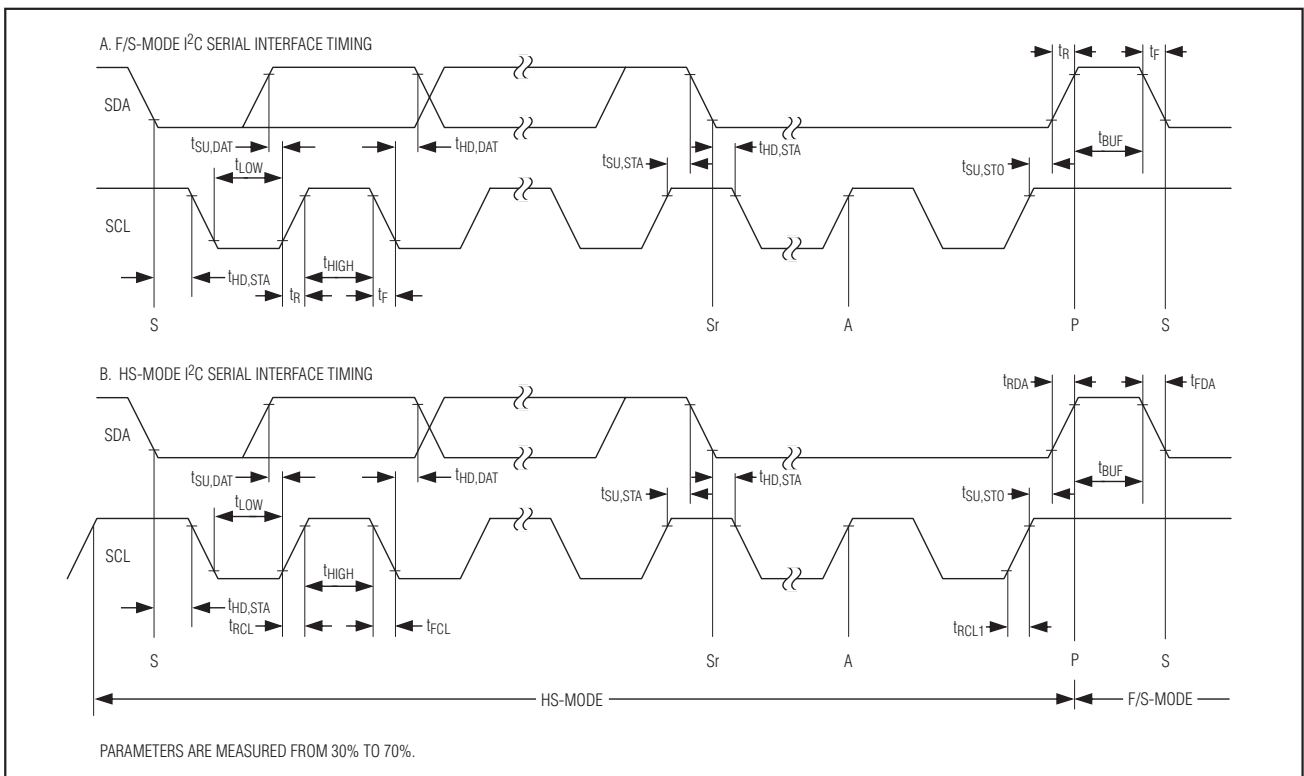 A. F/S-MODE I²C SERIAL INTERFACE TIMING
tR
tF
SDA
tSU,DAT
tHD,DAT
tLOW
tSU,STA
tHD,STA
tSU,STO
tBUF
SCL
tHD,STA
tHIGH
tR
tF
S
Sr
A
P
S
B. HS-MODE I²C SERIAL INTERFACE TIMING
tRDA
tFDA
SDA
tSU,DAT
tHD,DAT
tLOW
tSU,STA
tHD,STA
tSU,STO
tBUF
SCL
tHIGH
tHD,STA
tRCL
tFCL
tRCL1
S
Sr
A
P
S
HS-MODE
F/S-MODE
PARAMETERS ARE MEASURED FROM 30% TO 70%.